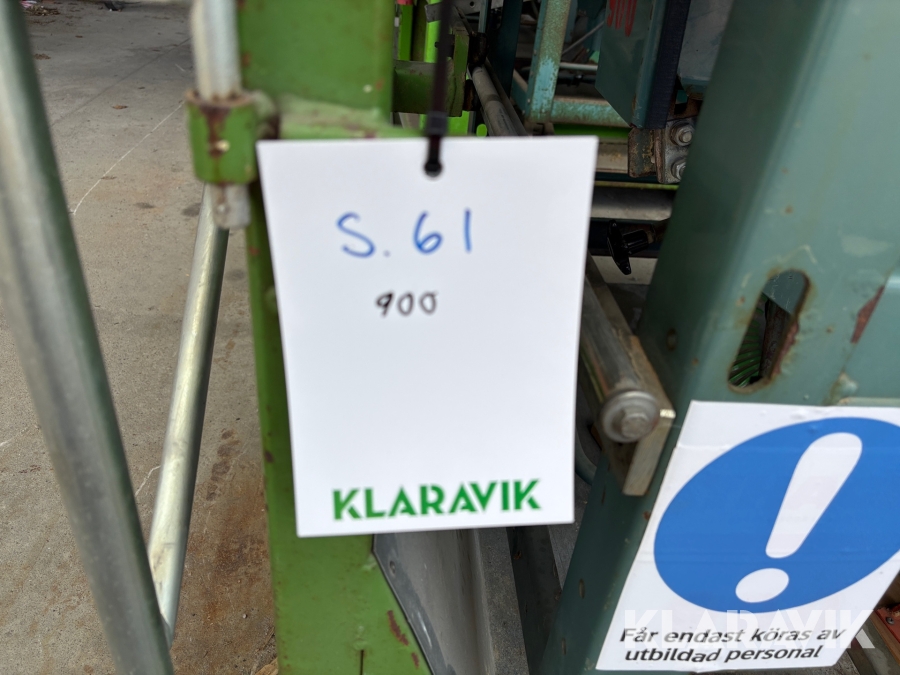 S. 61
900
KLARAVIK
Får endast köras av
utbildad personal
KLARAVIK